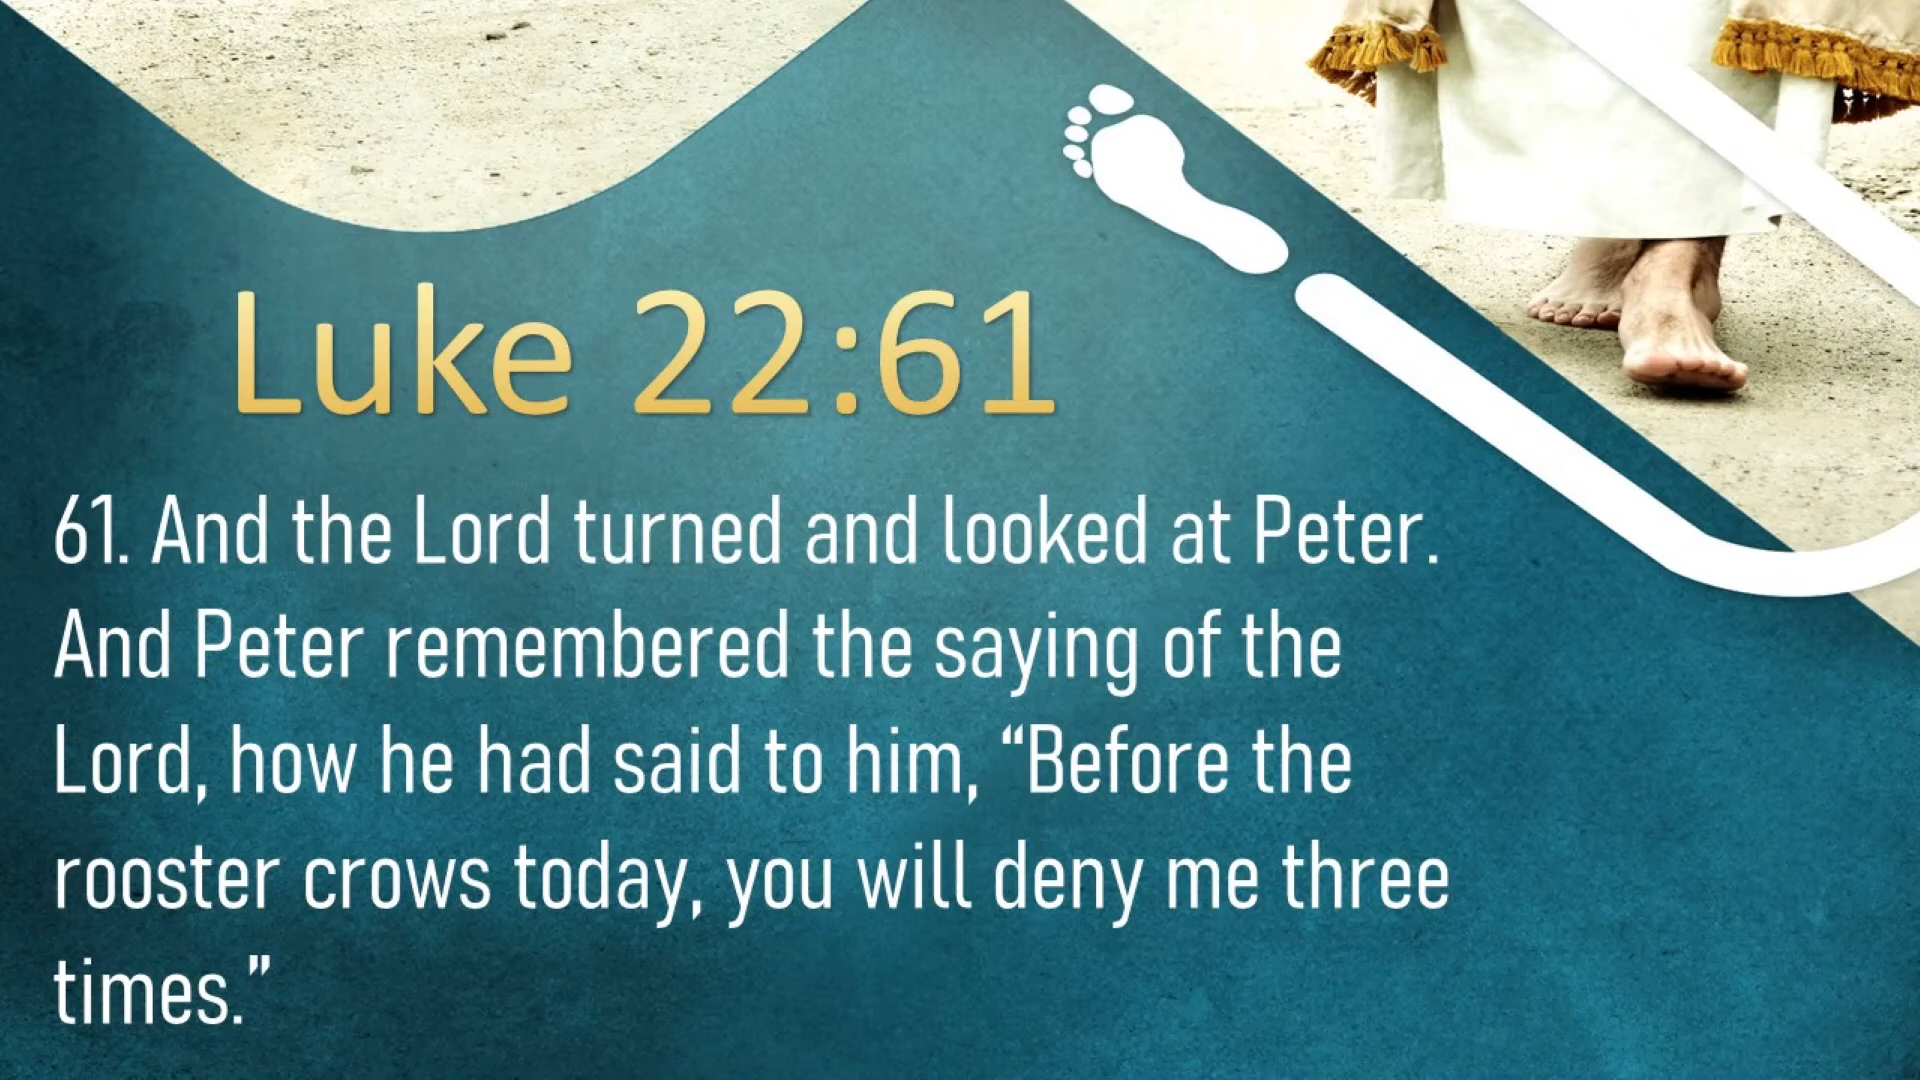 Luke 22:61
61. And the Lord turned and looked at Peter.
And Peter remembered the saying of the
Lord, how he had said to him, “Before the
rooster crows today, you will deny me three
times.”